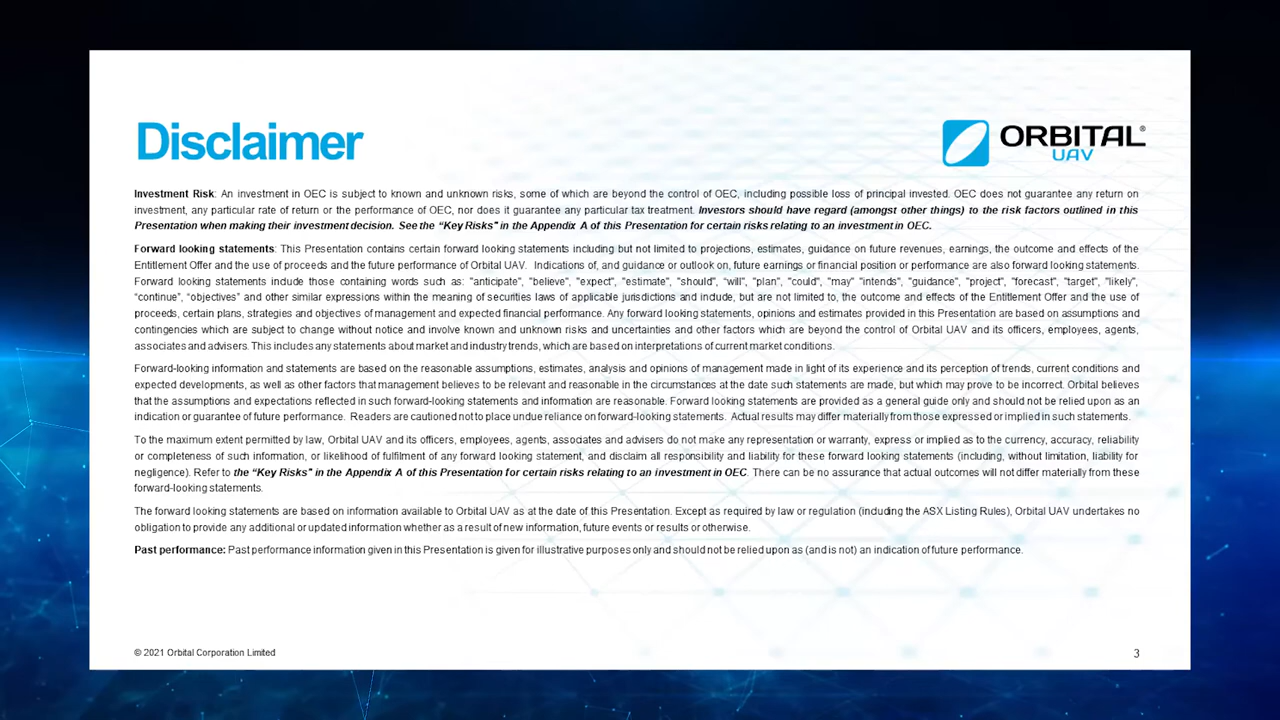 Disclaimer
ORBITAL®
UAV
Investment Risk: An investment in OEC is subject to known and unknown risks, some of which are beyond the control of OEC, including possible loss of principal invested. OEC does not guarantee any return on
investment, any particular rate of return or the performance of OEC, nor does it guarantee any particular tax treatment. Investors should have regard (amongst other things) to the risk factors outlined in this
Presentation when making their investment decision. See the “Key Risks" in the Appendix A of this Presentation for certain risks relating to an investment in OEC.
Forward looking statements: This Presentation contains certain forward looking statements including but not limited to projections, estimates, guidance on future revenues, earnings, the outcome and effects of the
Entitlement Offer and the use of proceeds and the future performance of Orbital UAV. Indications of, and guidance or outlook on, future earnings or financial position or performance are also forward looking statements.
Forward looking statements include those containing words such as: "anticipate", "believe", "expect", "estimate", "should", "will", "plan", "could", "may" "intends", "guidance", "project", "forecast", "target", "likely",
“continue”, “objectives” and other similar expressions within the meaning of securities laws of applicable jurisdictions and include, but are not limited to, the outcome and effects of the Entitlement Offer and the use of
proceeds, certain plans, strategies and objectives of management and expected financial performance. Any forward looking statements, opinions and estimates provided in this Presentation are based on assumptions and
contingencies which are subject to change without notice and involve known and unknown risks and uncertainties and other factors which are beyond the control of Orbital UAV and its officers, employees, agents,
associates and advisers. This includes any statements about market and industry trends, which are based on interpretations of current market conditions.
Forward-looking information and statements are based on the reasonable assumptions, estimates, analysis and opinions of management made in light of its experience and its perception of trends, current conditions and
expected developments, as well as other factors that management believes to be relevant and reasonable in the circumstances at the date such statements are made, but which may prove to be incorrect. Orbital believes
that the assumptions and expectations reflected in such forward-looking statements and information are reasonable. Forward looking statements are provided as a general guide only and should not be relied upon as an
indication or guarantee of future performance. Readers are cautioned not to place undue reliance on forward-looking statements. Actual results may differ materially from those expressed or implied in such statements.
To the maximum extent permitted by law, Orbital UAV and its officers, employees, agents, associates and advisers do not make any representation or warranty, express or implied as to the currency, accuracy, reliability
or completeness of such information, or likelihood of fulfilment of any forward looking statement, and disclaim all responsibility and liability for these forward looking statements (including, without limitation, liability for
negligence). Refer to the “Key Risks" in the Appendix A of this Presentation for certain risks relating to an investment in OEC. There can be no assurance that actual outcomes will not differ materially from these
forward-looking statements.
The forward looking statements are based on information available to Orbital UAV as at the date of this Presentation. Except as required by law or regulation (including the ASX Listing Rules), Orbital UAV undertakes no
obligation to provide any additional or updated information whether as a result of new information, future events or results or otherwise.
Past performance: Past performance information given in this Presentation is given for illustrative purposes only and should not be relied upon as (and is not) an indication of future performance.
© 2021 Orbital Corporation Limited
3